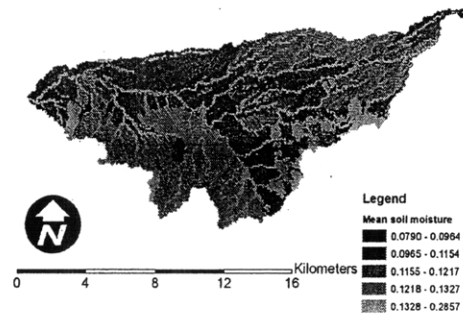 Legend
Mean soil moisture
0.0790 - 0.0964
0.0965 - 0.1154
0.1155 - 0.1217
0.1218 - 0.1327
0.1328 - 0.2857
N
Kilometers
0 4 8 12 16